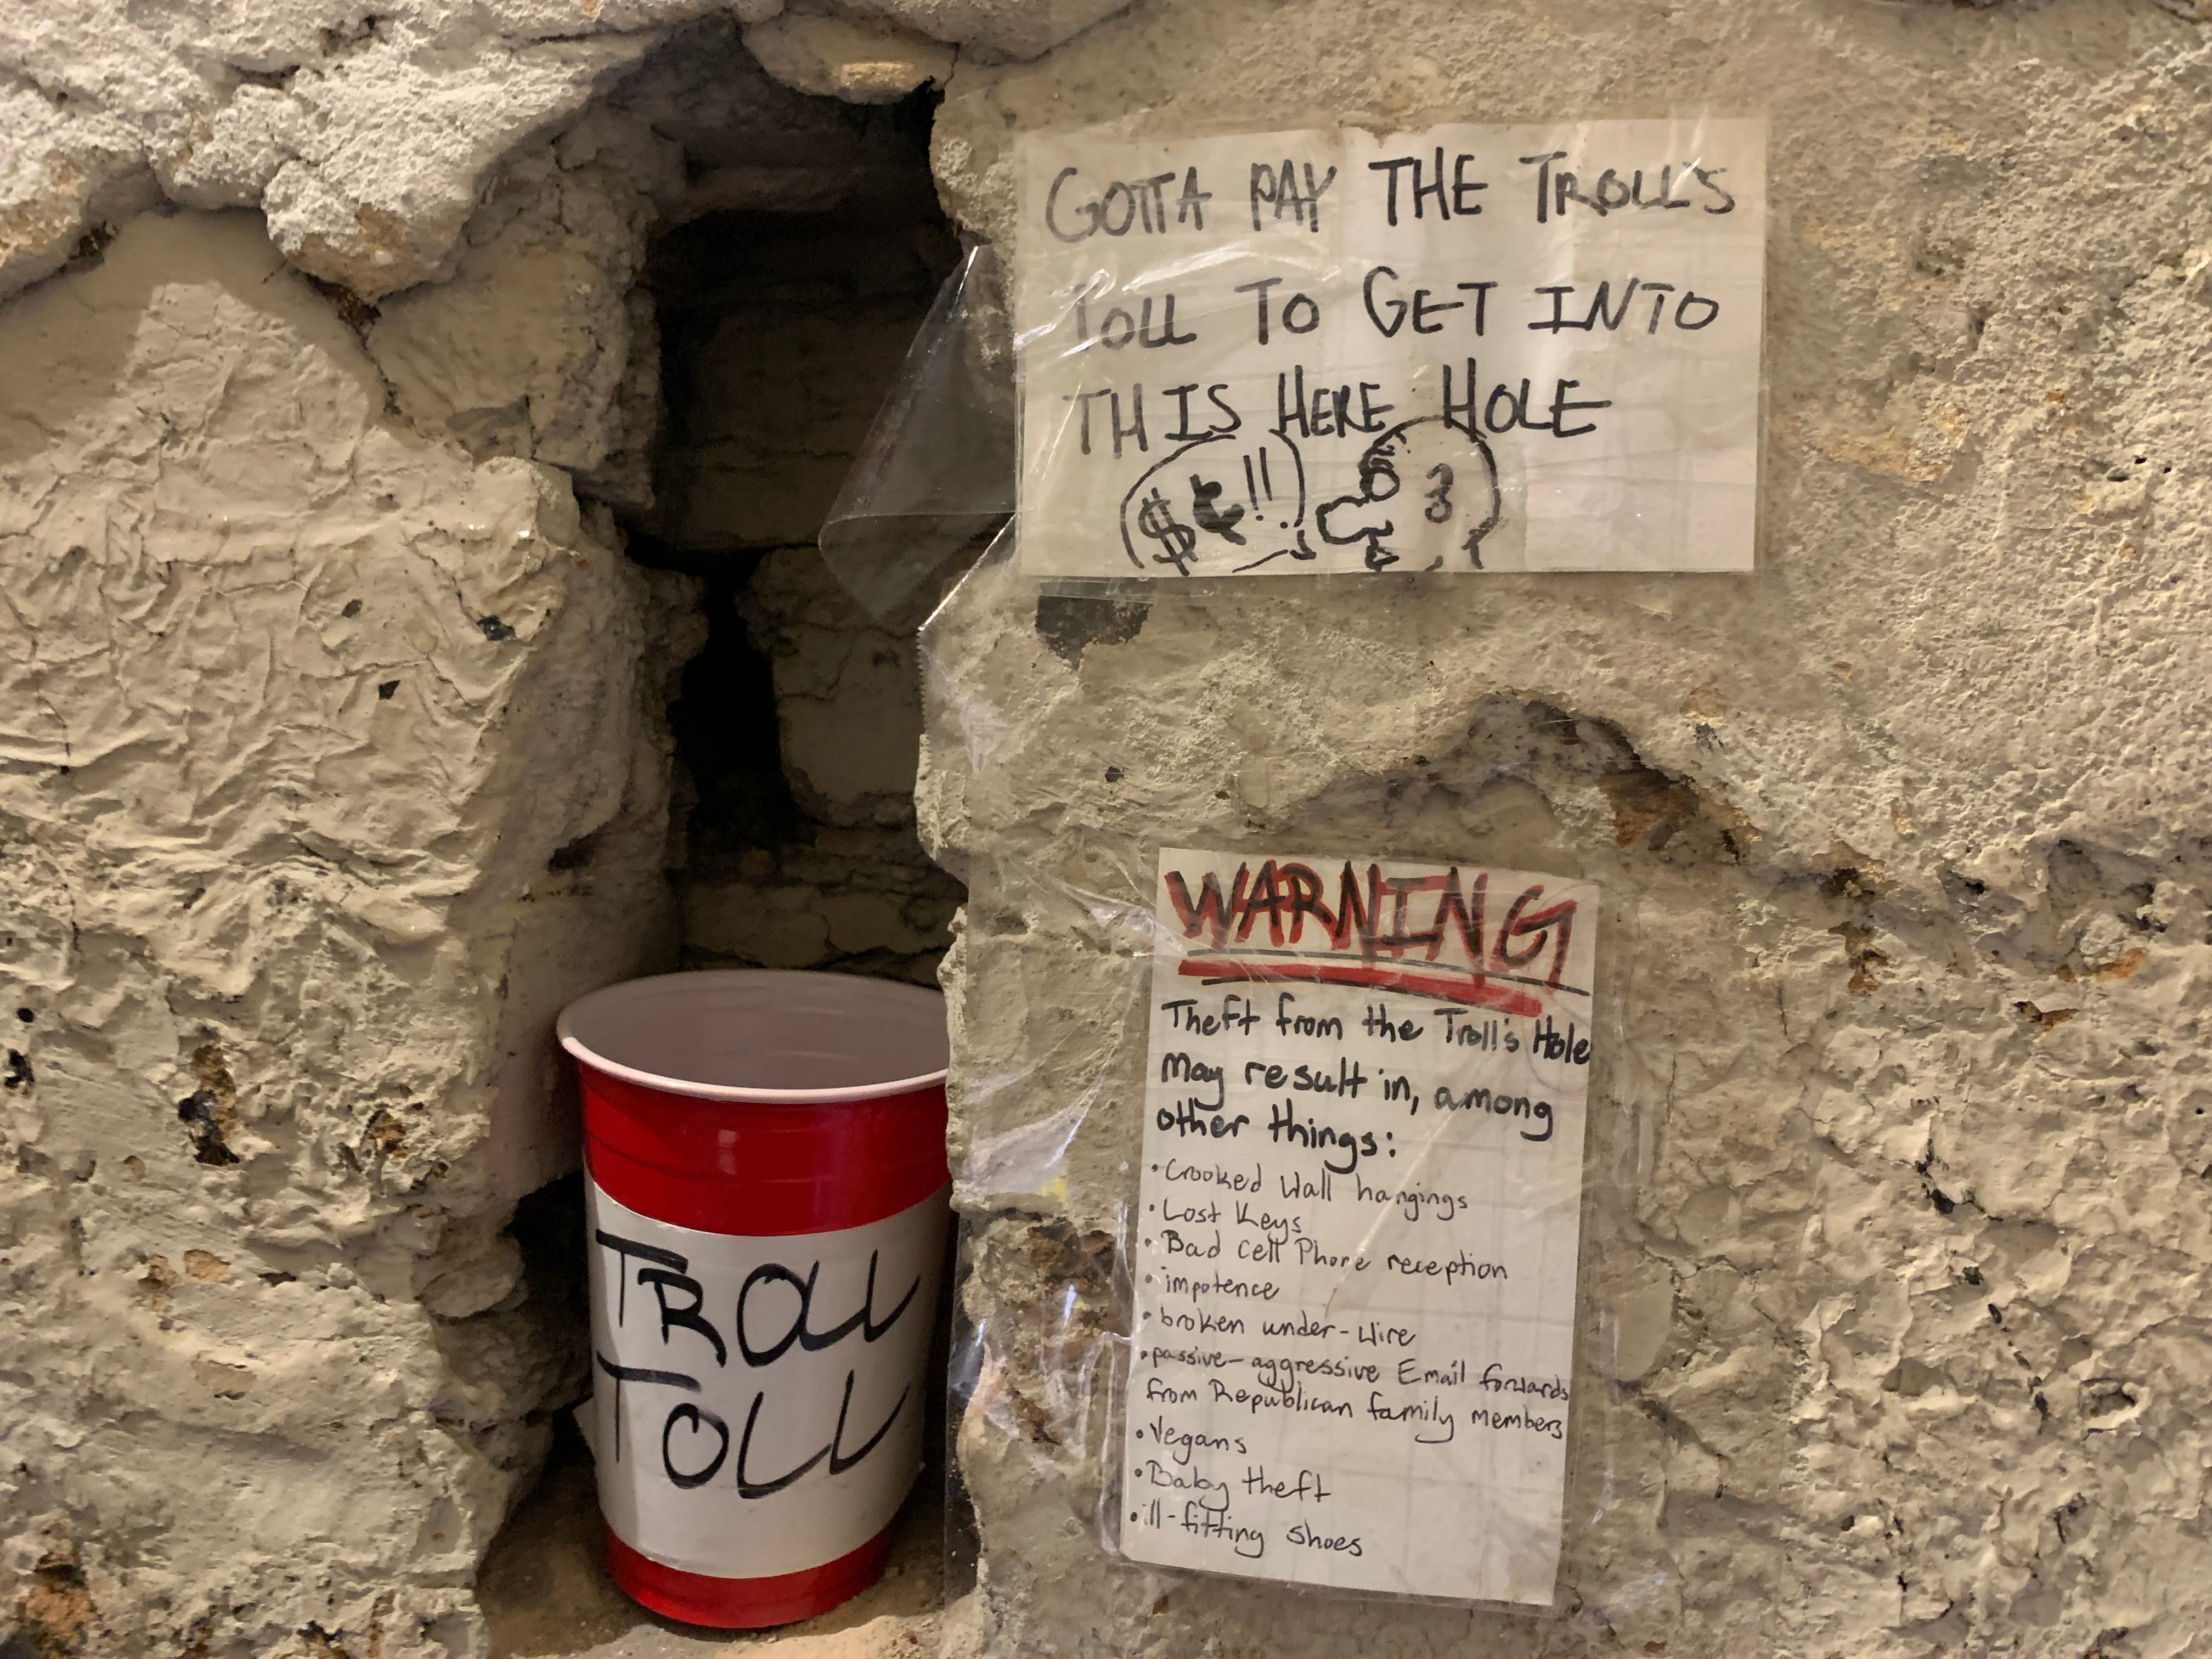 GOTTA PAY THE TROLL'S
TOLL TO GET INTO
THIS HERE HOLE
$¢!!
TROLL
TOLL
WARNING
Theft from the Troll's Hole
May result in, among
other things:
• Crooked Wall hangings
• Lost Keys
• Bad Cell Phone reception
• impotence
• broken under-wire
• passive-aggressive Email forwards
from Republican family members
• Vegans
• Baby theft
• ill-fitting shoes